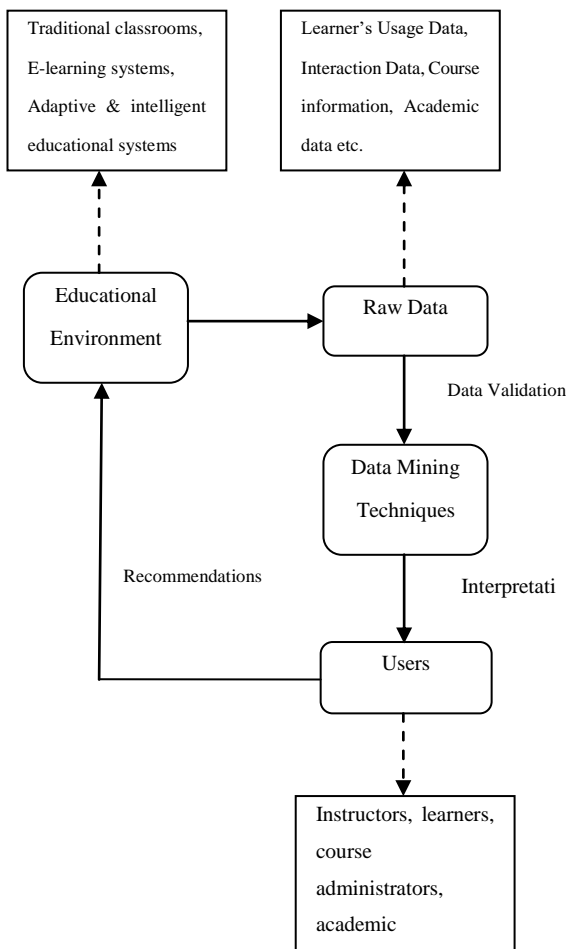 Traditional classrooms,
E-learning systems,
Adaptive & intelligent
educational systems
Learner’s Usage Data,
Interaction Data, Course
information, Academic
data etc.
Educational
Environment
Raw Data
Data Validation
Data Mining
Techniques
Recommendations
Interpretati
Users
Instructors, learners,
course
administrators,
academic